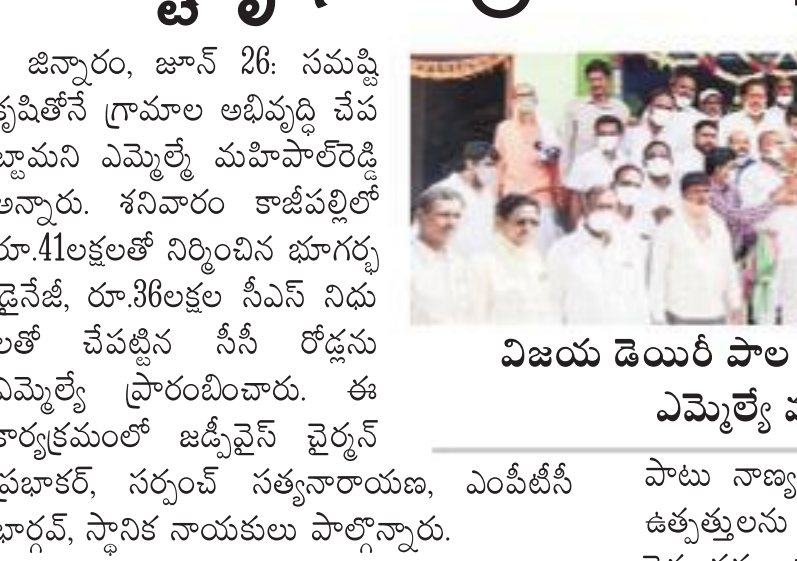 జిన్నారం, జూన్ 26: సమష్టి
కృషితోనే గ్రామాల అభివృద్ధి చేప
ట్టామని ఎమ్మెల్యే మహిపాల్‌రెడ్డి
అన్నారు. శనివారం కాజీపల్లిలో
రూ.41లక్షలతో నిర్మించిన భూగర్భ
డ్రైనేజీ, రూ.36లక్షల సీఎస్ నిధు
లతో చేపట్టిన సీసీ రోడ్లను
ఎమ్మెల్యే ప్రారంబించారు. ఈ
కార్యక్రమంలో జడ్పీవైస్ చైర్మన్
ప్రభాకర్, సర్పంచ్ సత్యనారాయణ, ఎంపీటీసీ
భార్గవ్, స్థానిక నాయకులు పాల్గొన్నారు.
విజయ డెయిరీ పాల
ఎమ్మెల్యే
పాటు నాణ్య
ఉత్పత్తులను